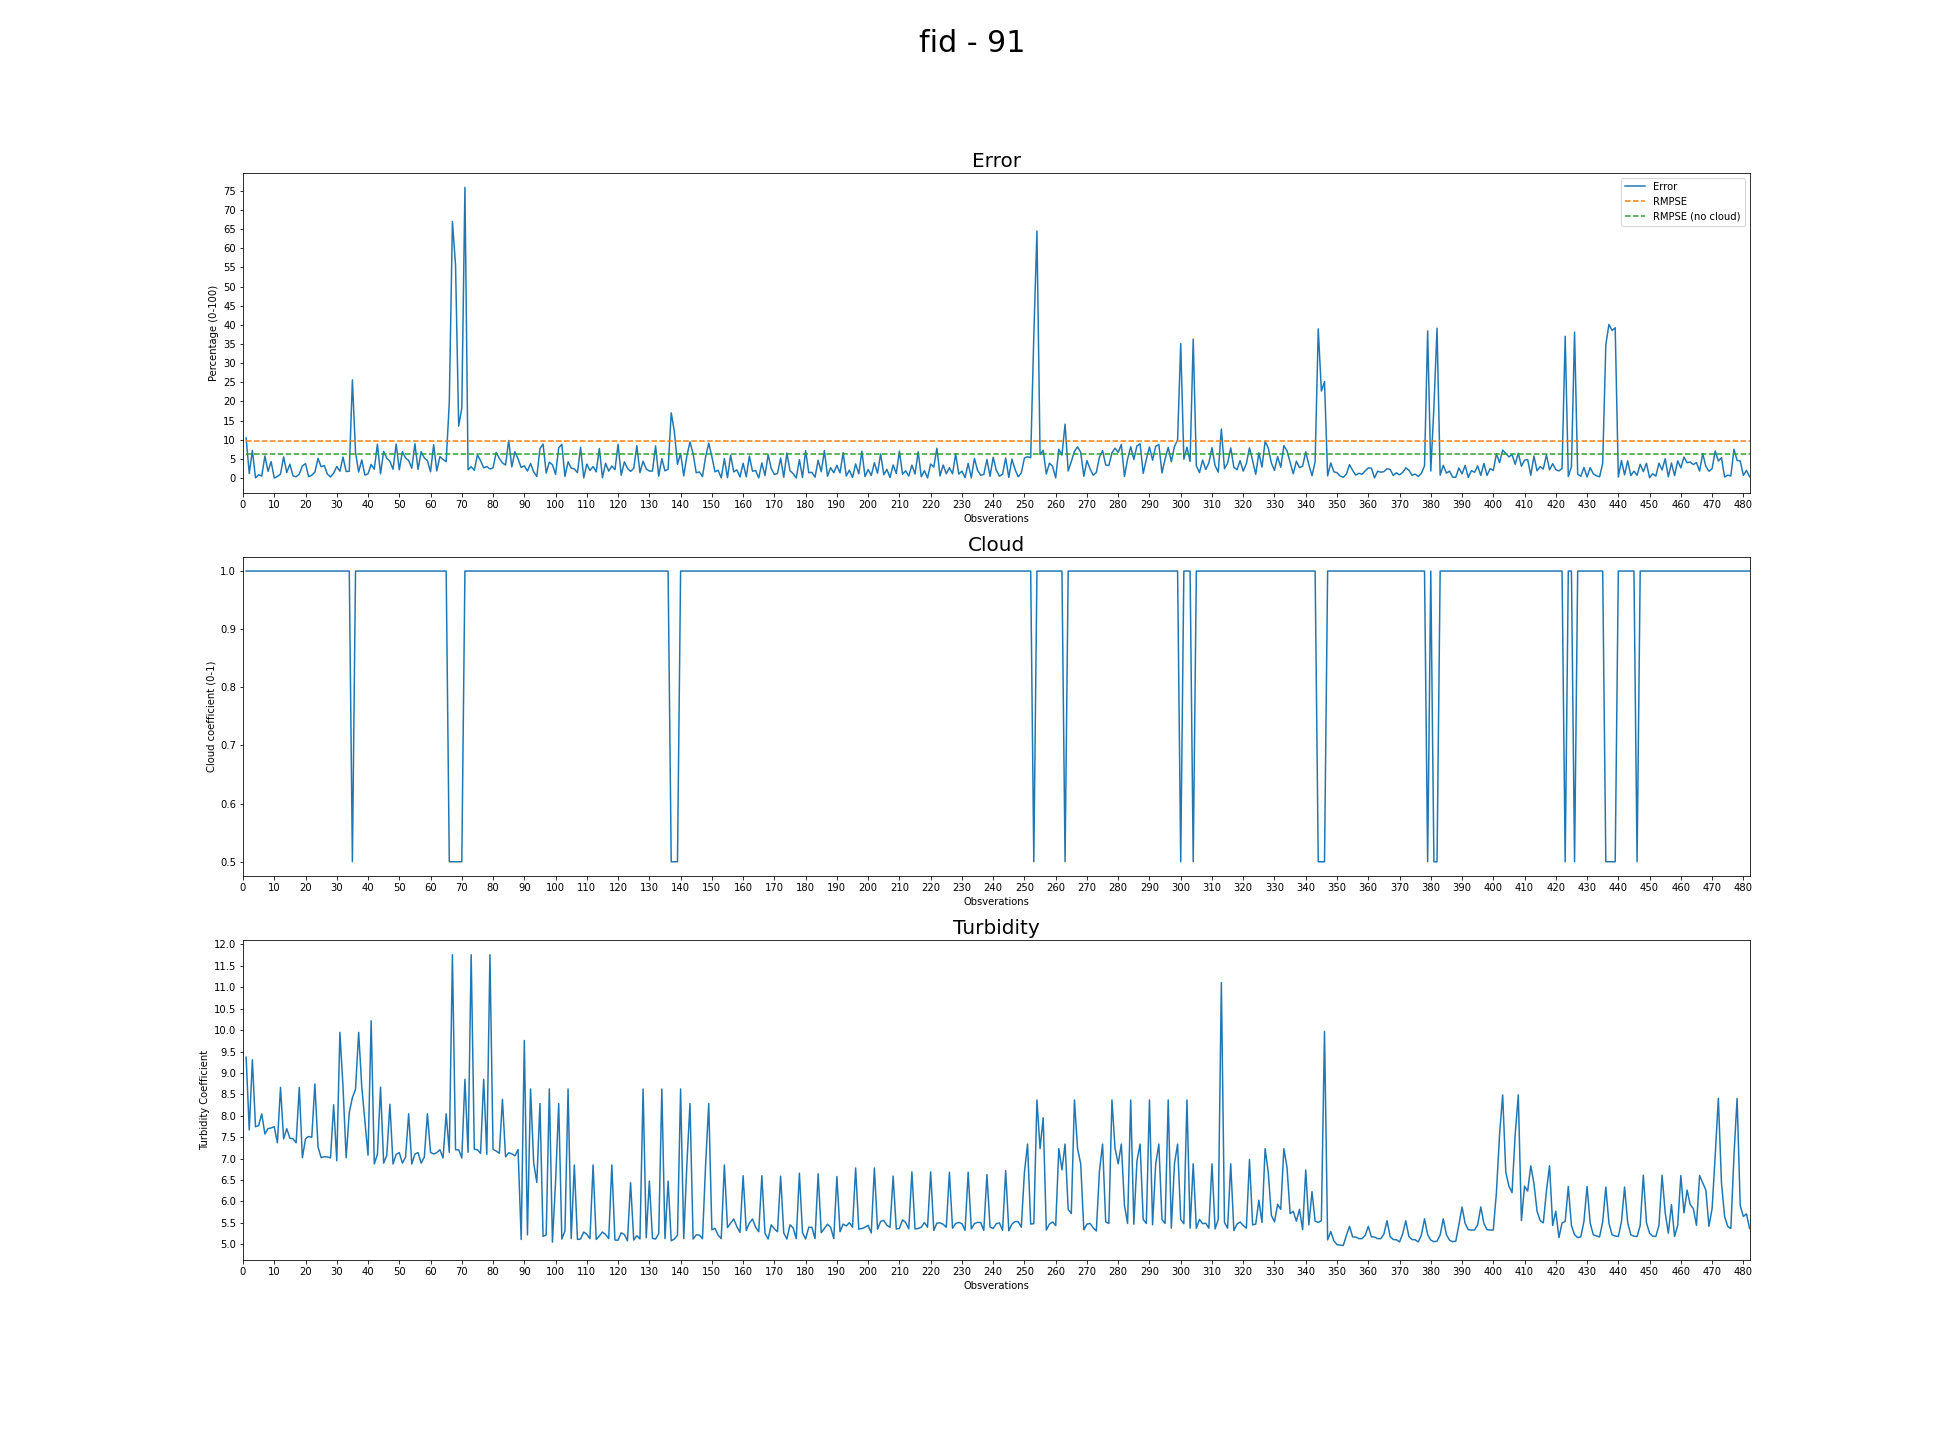 fid - 91
Error
75
70
65
60
55
50
45
40
35
30
25
20
15
10
5
0
Percentage (0-100)
Error
RMPSE
RMPSE (no cloud)
0 10 20 30 40 50 60 70 80 90 100 110 120 130 140 150 160 170 180 190 200 210 220 230 240 250 260 270 280 290 300 310 320 330 340 350 360 370 380 390 400 410 420 430 440 450 460 470 480
Obsverations
Cloud
1.0
0.9
0.8
0.7
0.6
0.5
Cloud coefficient (0-1)
0 10 20 30 40 50 60 70 80 90 100 110 120 130 140 150 160 170 180 190 200 210 220 230 240 250 260 270 280 290 300 310 320 330 340 350 360 370 380 390 400 410 420 430 440 450 460 470 480
Obsverations
Turbidity
12.0
11.5
11.0
10.5
10.0
9.5
9.0
8.5
8.0
7.5
7.0
6.5
6.0
5.5
5.0
Turbidity Coefficient
0 10 20 30 40 50 60 70 80 90 100 110 120 130 140 150 160 170 180 190 200 210 220 230 240 250 260 270 280 290 300 310 320 330 340 350 360 370 380 390 400 410 420 430 440 450 460 470 480
Obsverations